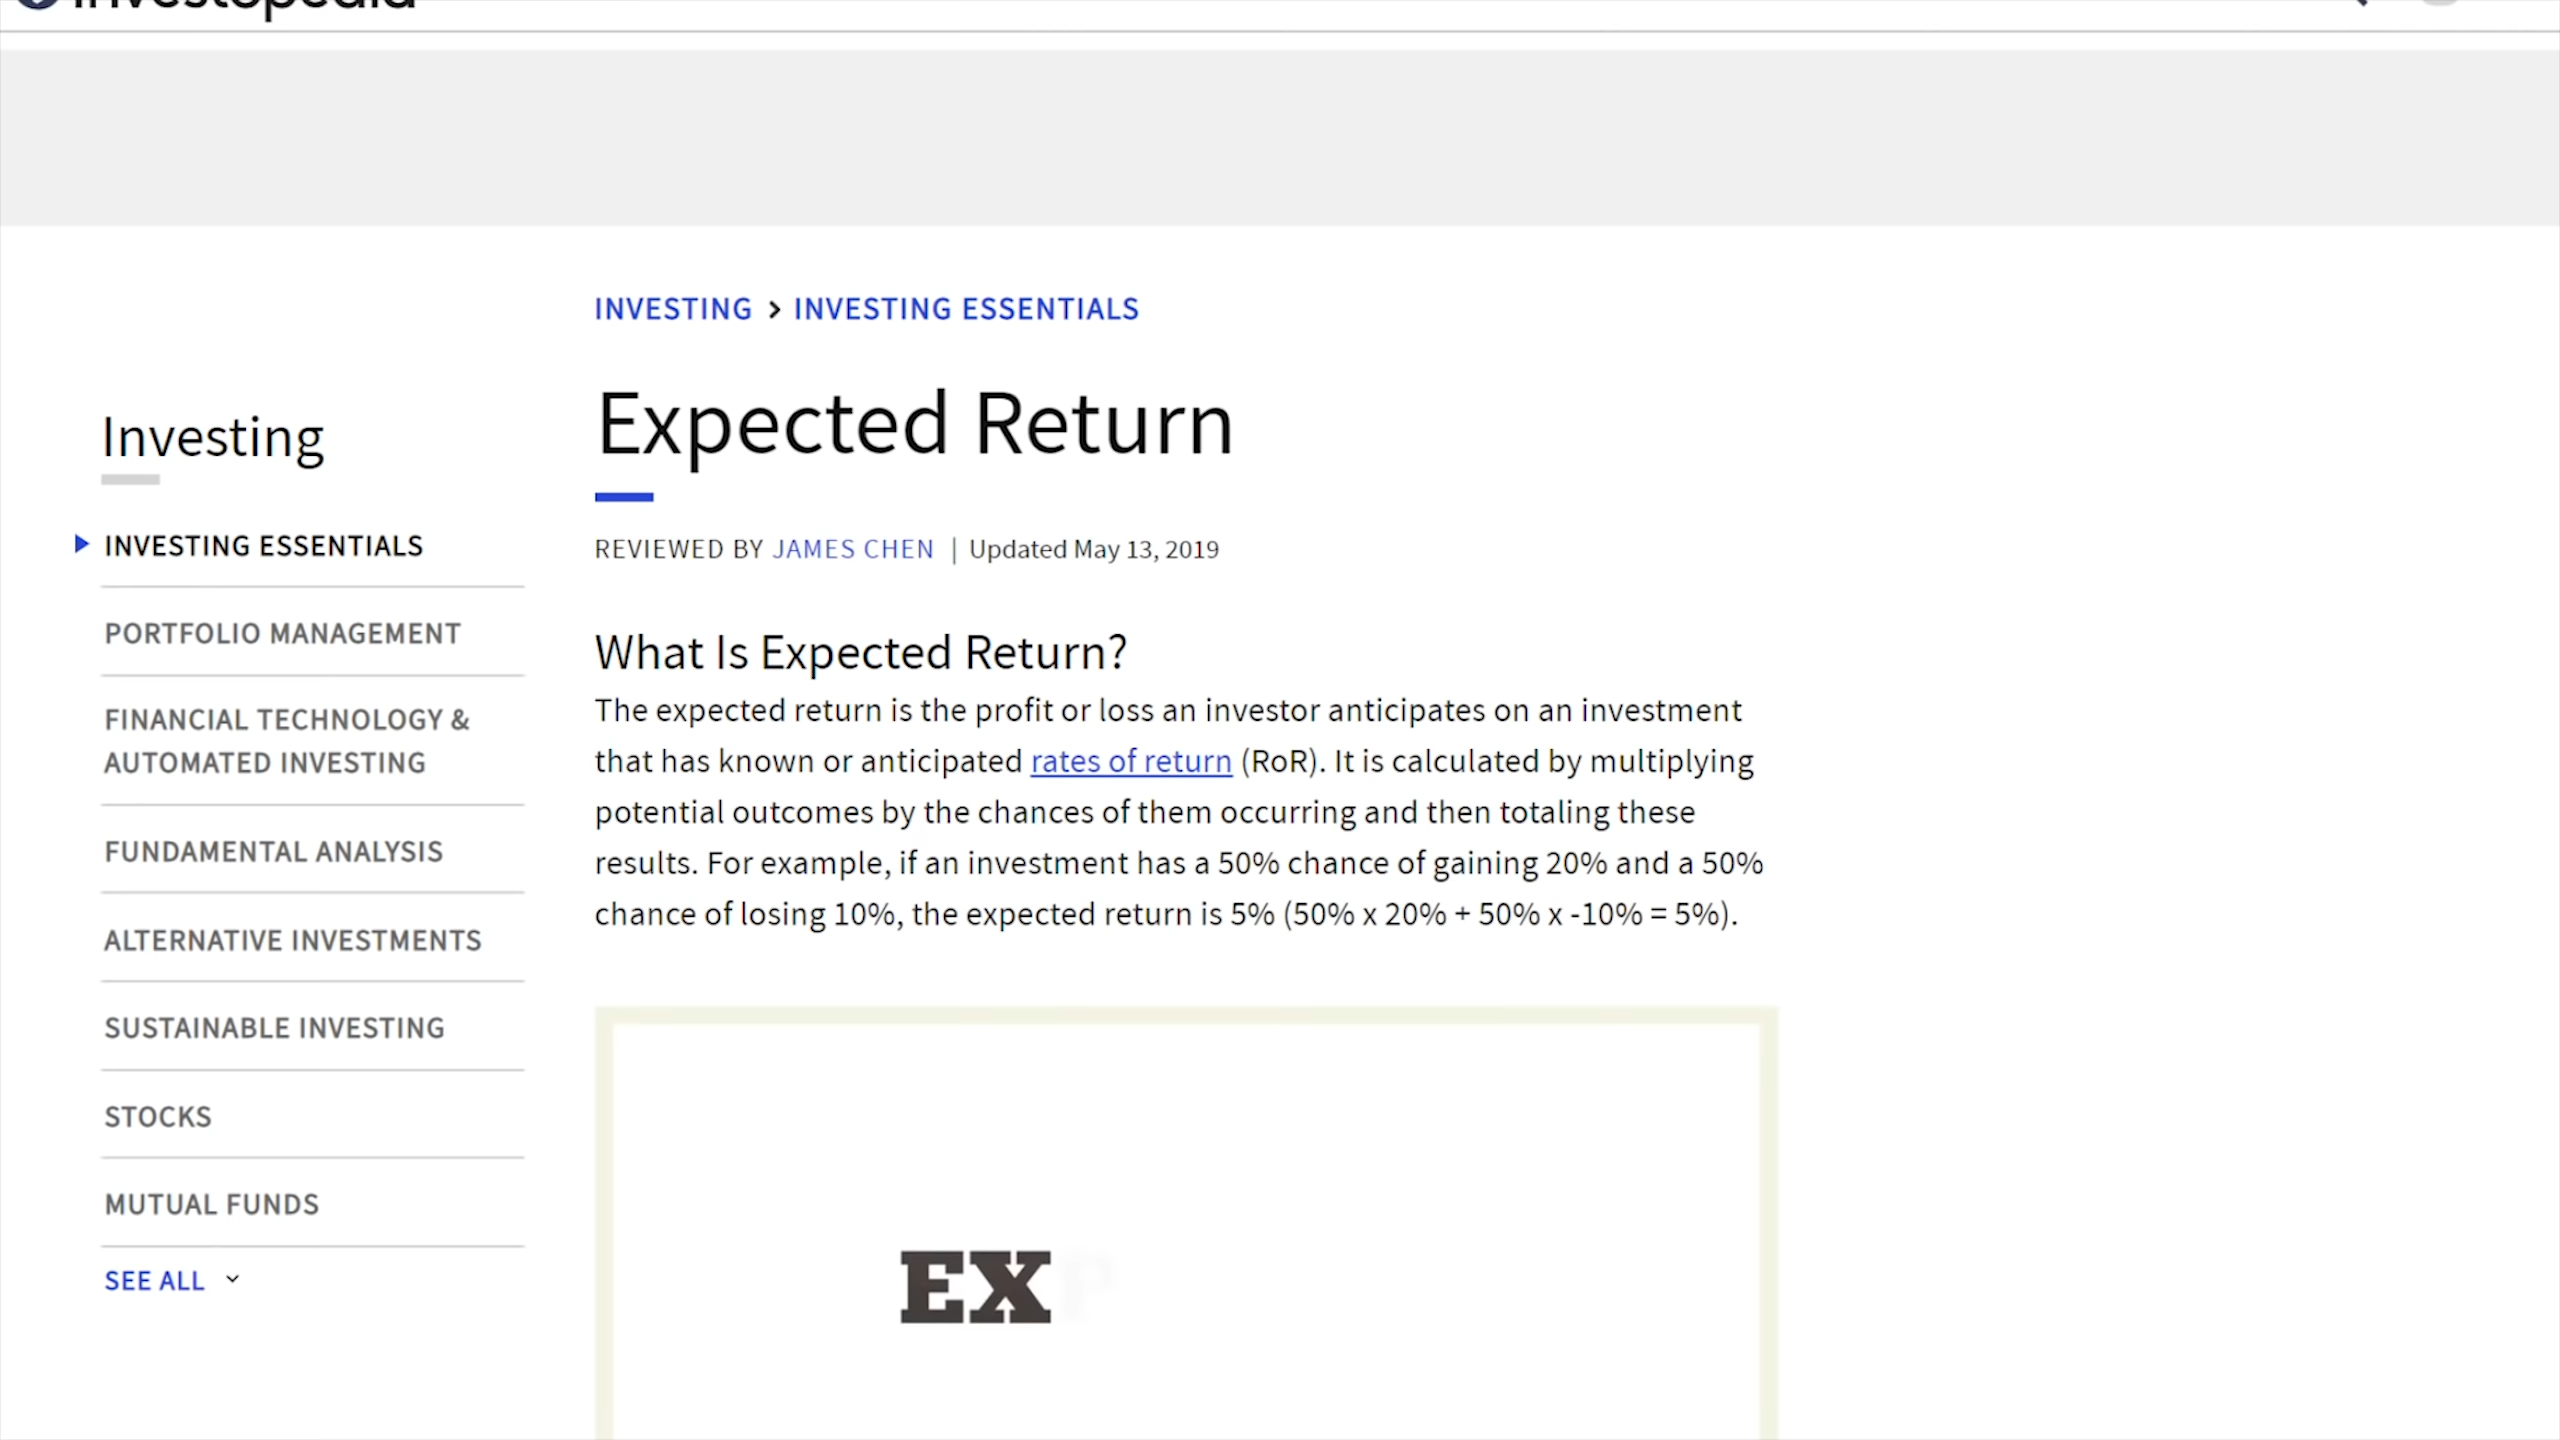 Investopedia
INVESTING > INVESTING ESSENTIALS
Expected Return
REVIEWED BY JAMES CHEN | Updated May 13, 2019
Investing
INVESTING ESSENTIALS
PORTFOLIO MANAGEMENT
FINANCIAL TECHNOLOGY &
AUTOMATED INVESTING
FUNDAMENTAL ANALYSIS
ALTERNATIVE INVESTMENTS
SUSTAINABLE INVESTING
STOCKS
MUTUAL FUNDS
SEE ALL
What Is Expected Return?
The expected return is the profit or loss an investor anticipates on an investment
that has known or anticipated rates of return (RoR). It is calculated by multiplying
potential outcomes by the chances of them occurring and then totaling these
results. For example, if an investment has a 50% chance of gaining 20% and a 50%
chance of losing 10%, the expected return is 5% (50% x 20% + 50% x -10% = 5%).
EXP